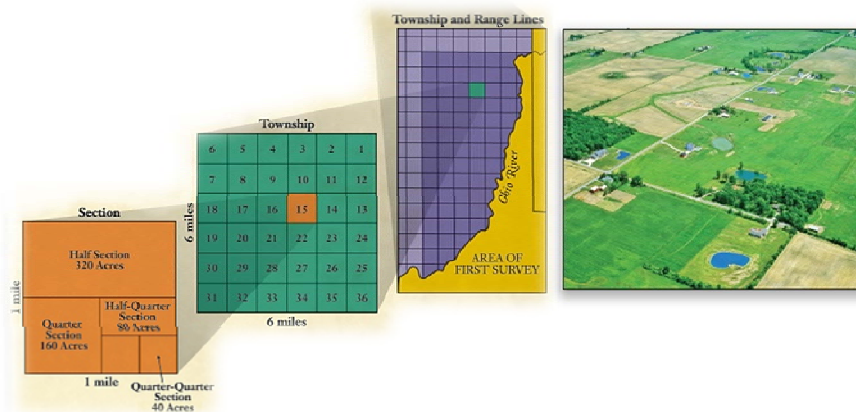 Township and Range Lines
Ohio River
AREA OF
FIRST SURVEY
Township
6 5 4 3 2 1
7 8 9 10 11 12
18 17 16 15 14 13
19 20 21 22 23 24
30 29 28 27 26 25
31 32 33 34 35 36
6 miles
6 miles
Section
Half Section
320 Acres
Half-Quarter
Section
80 Acres
Quarter
Section
160 Acres
1 mile
1 mile
Quarter-Quarter
Section
40 Acres